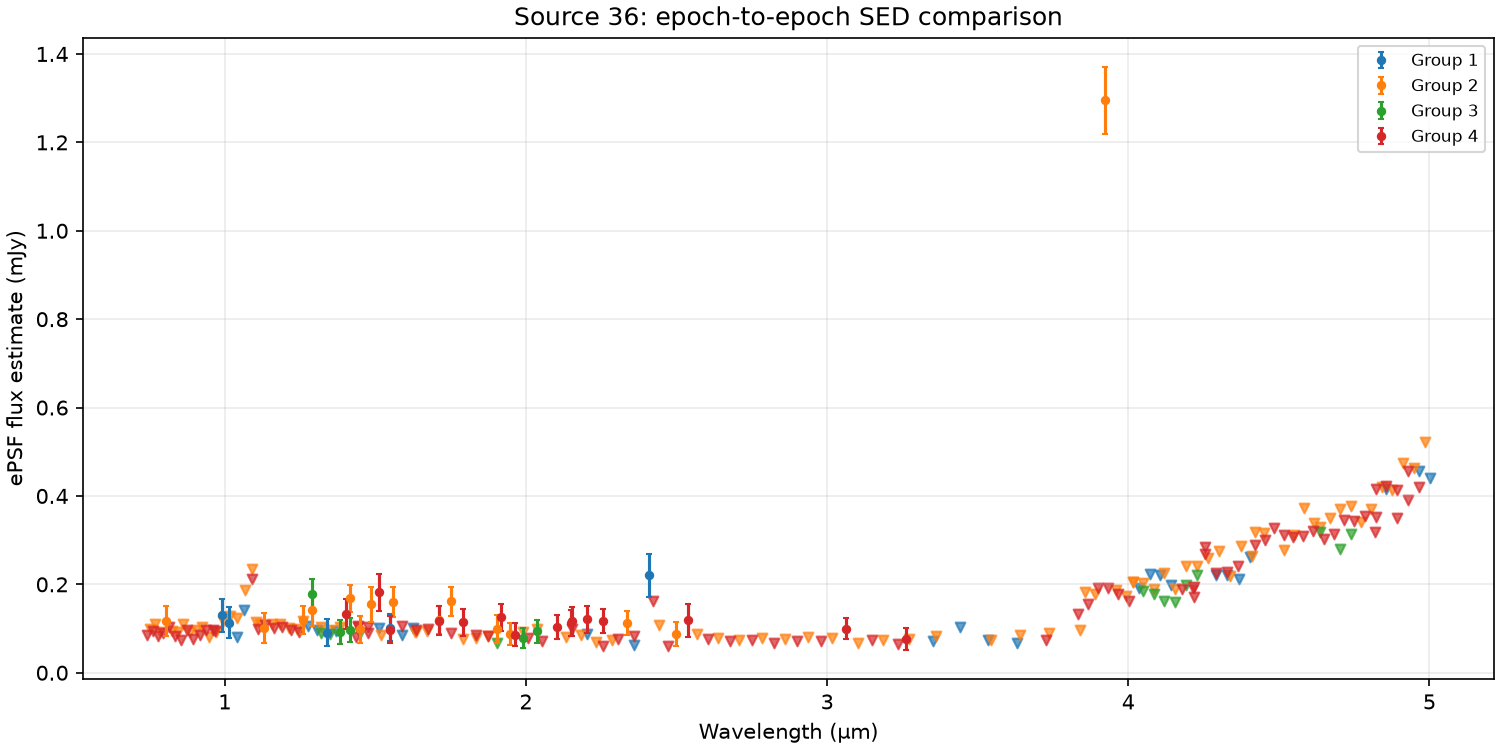 Source 36: epoch-to-epoch SED comparison
ePSF flux estimate (mJy)
1.4
1.2
1.0
0.8
0.6
0.4
0.2
0.0
Group 1
Group 2
Group 3
Group 4
1 2 3 4 5
Wavelength (µm)